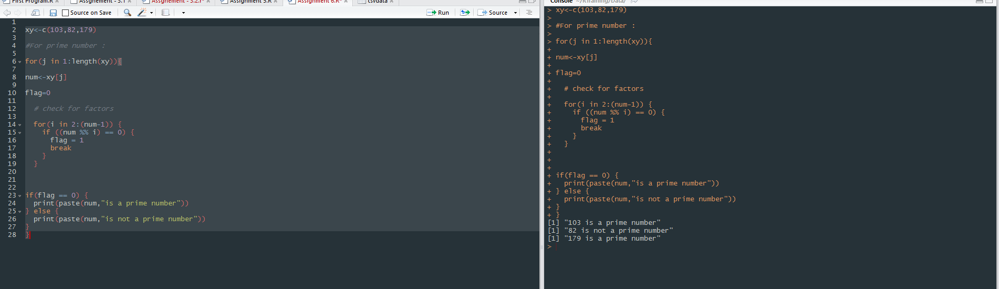 First Program.R
Assghement - 3.1
Assghement - 3.2.r*
Assignment 5.R
Assignment 6.R*
csvdata
Source on Save
Run
Source
1
2 xy<-c(103,82,179)
3
4 #For prime number :
5
6 for(j in 1:length(xy)){
7
8 num<-xy[j]
9
10 flag=0
11
12   # check for factors
13
14   for(i in 2:(num-1)) {
15     if ((num %% i) == 0) {
16       flag = 1
17       break
18     }
19   }
20
21
22
23 if(flag == 0) {
24   print(paste(num,"is a prime number"))
25 } else {
26   print(paste(num,"is not a prime number"))
27 }
28 }
Console ~/RTraining/Data/
> xy<-c(103,82,179)
>
> #For prime number :
>
> for(j in 1:length(xy)){
+
+ num<-xy[j]
+
+ flag=0
+
+   # check for factors
+
+   for(i in 2:(num-1)) {
+     if ((num %% i) == 0) {
+       flag = 1
+       break
+     }
+   }
+
+
+
+ if(flag == 0) {
+   print(paste(num,"is a prime number"))
+ } else {
+   print(paste(num,"is not a prime number"))
+ }
+ }
[1] "103 is a prime number"
[1] "82 is not a prime number"
[1] "179 is a prime number"
>